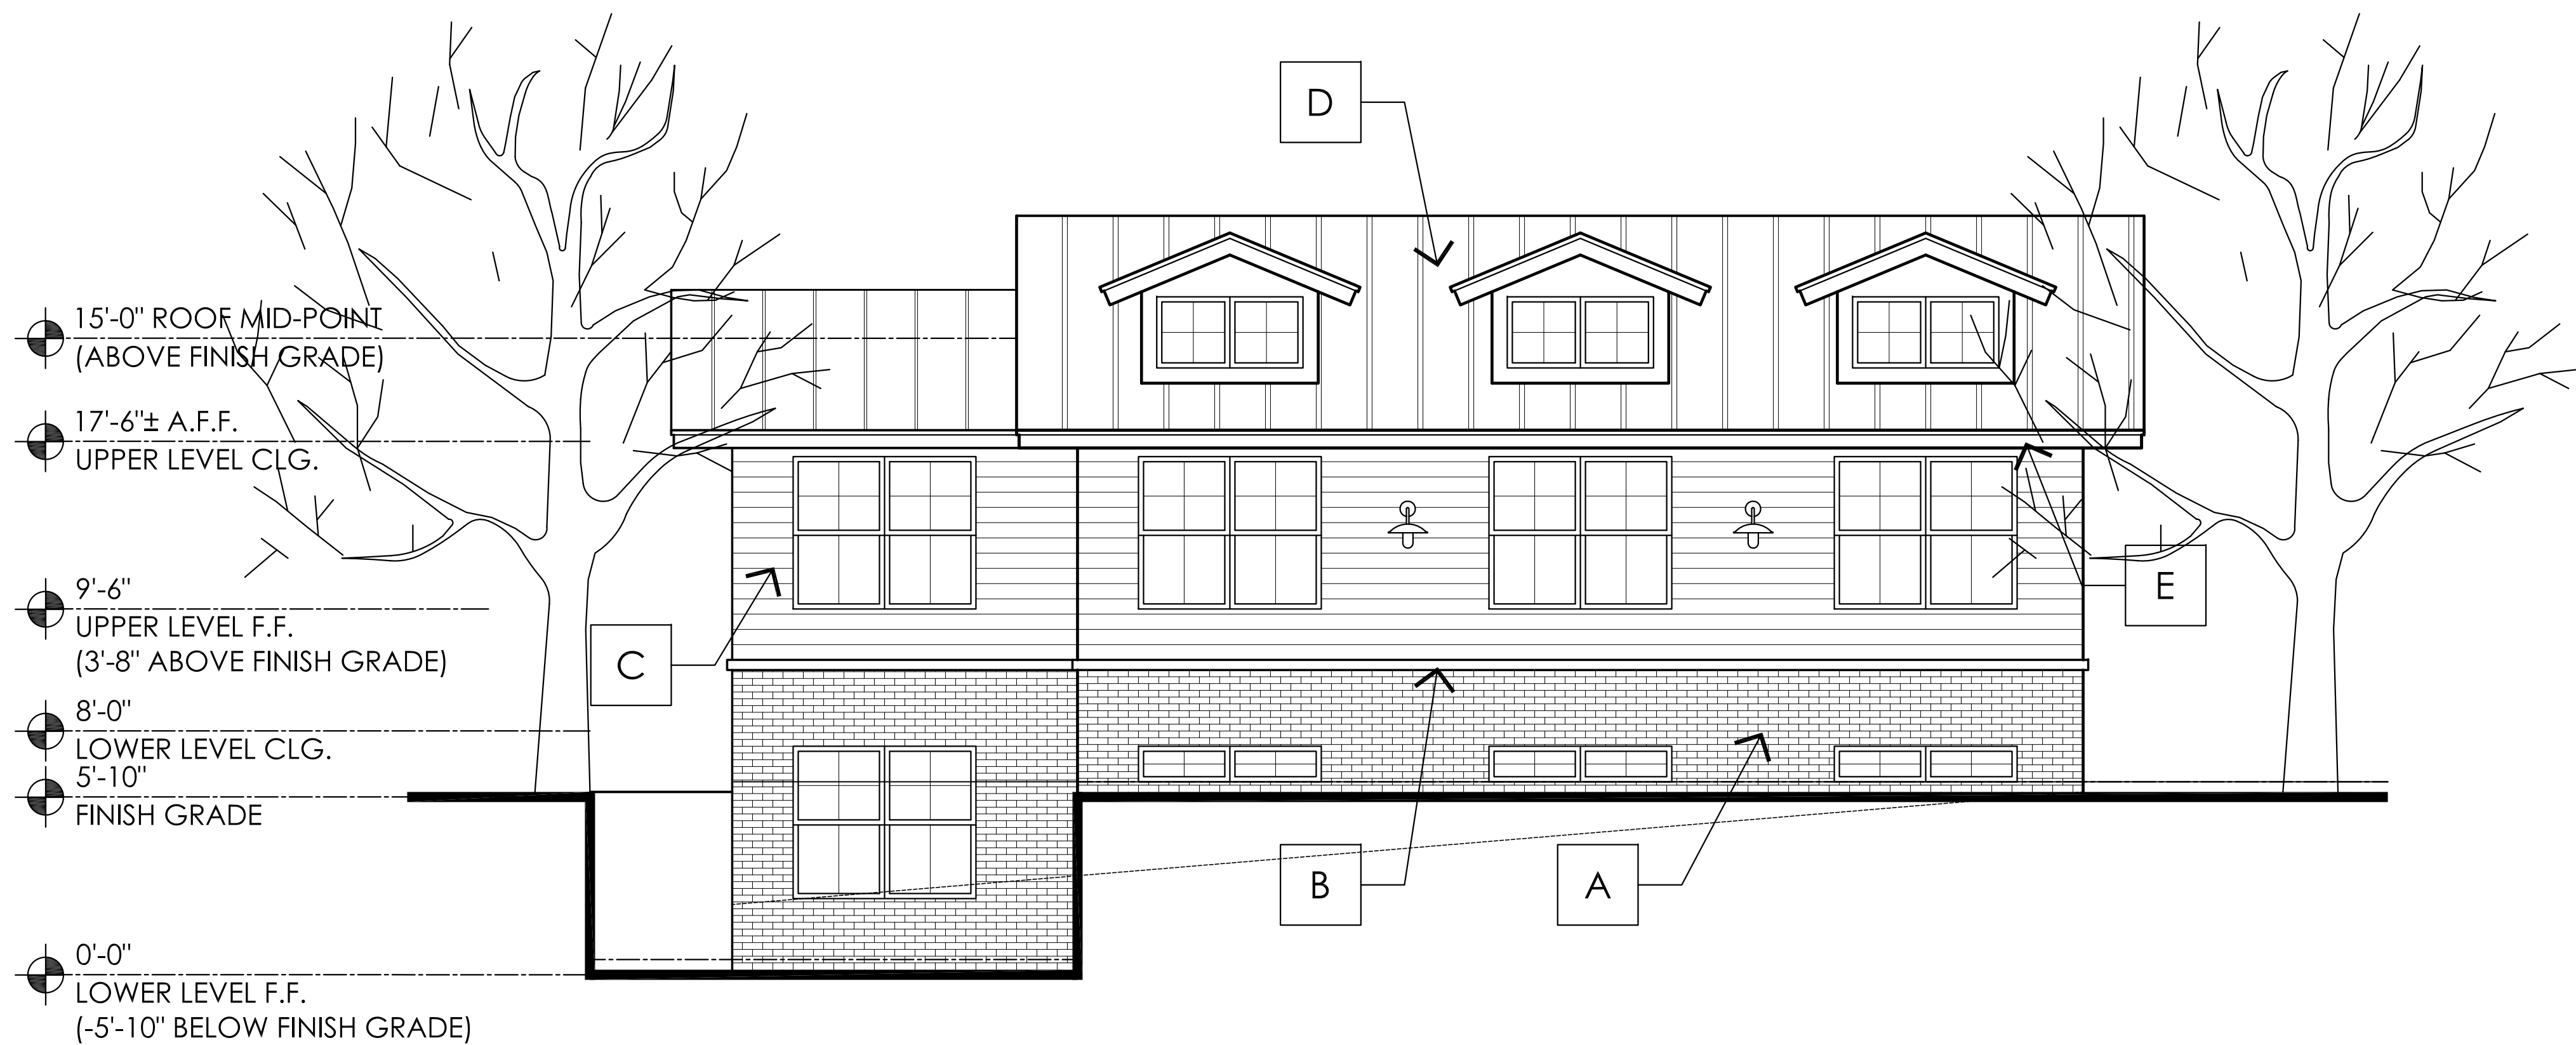 D
15'-0" ROOF MID-POINT
(ABOVE FINISH GRADE)
17'-6"± A.F.F.
UPPER LEVEL CLG.
E
9'-6"
UPPER LEVEL F.F.
(3'-8" ABOVE FINISH GRADE)
C
8'-0"
LOWER LEVEL CLG.
5'-10"
FINISH GRADE
B
A
0'-0"
LOWER LEVEL F.F.
(-5'-10" BELOW FINISH GRADE)